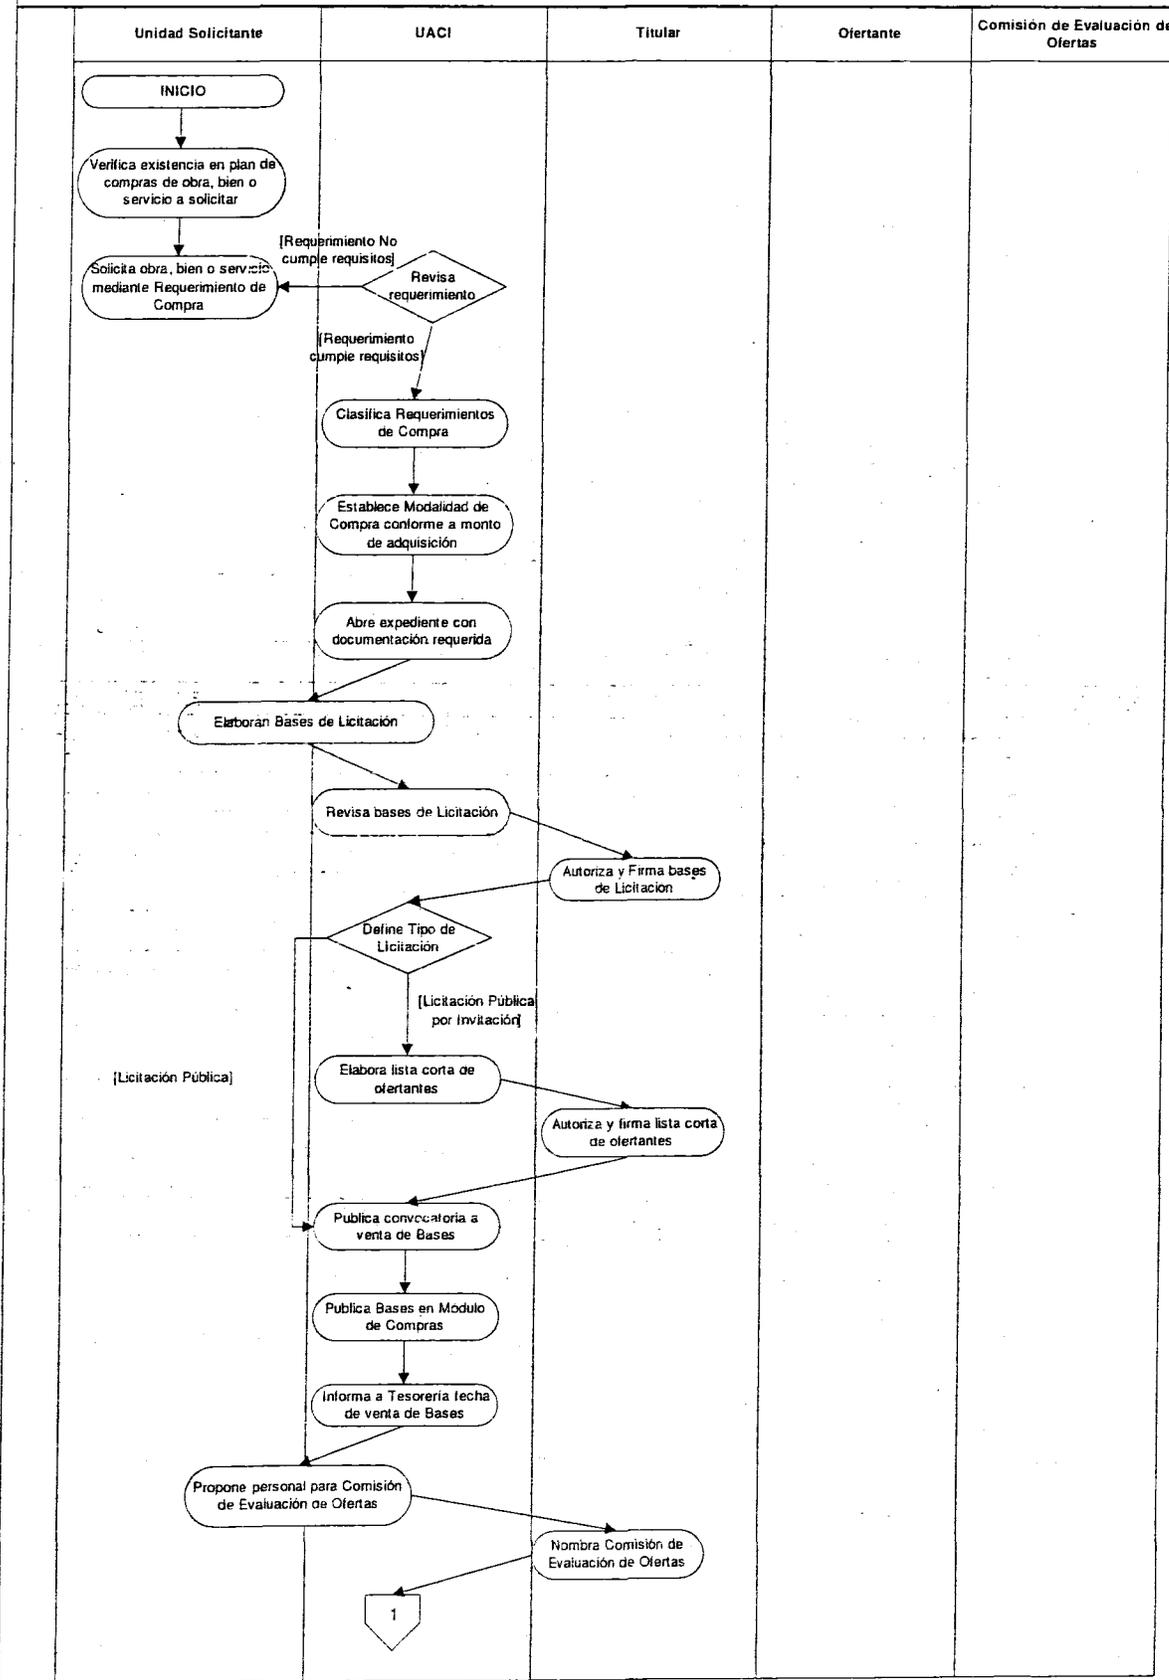 Unidad Solicitante
UACI
Titular
Ofertante
Comisión de Evaluación de
Ofertas
INICIO
Verifica existencia en plan de
compras de obra, bien o
servicio a solicitar
[Requerimiento No
cumple requisitos]
Solicita obra, bien o servicio
mediante Requerimiento de
Compra
Revisa
requerimiento
[Requerimiento
cumple requisitos]
Clasifica Requerimientos
de Compra
Establece Modalidad de
Compra conforme a monto
de adquisición
Abre expediente con
documentación requerida
Elaboran Bases de Licitación
Revisa bases de Licitación
Autoriza y Firma bases
de Licitacion
Define Tipo de
Licitación
[Licitación Pública
por Invitación]
[Licitación Pública]
Elabora lista corta de
ofertantes
Autoriza y firma lista corta
de ofertantes
Publica convocatoria a
venta de Bases
Publica Bases en Módulo
de Compras
Informa a Tesorería fecha
de venta de Bases
Propone personal para Comisión
de Evaluación de Ofertas
Nombra Comisión de
Evaluación de Ofertas
1